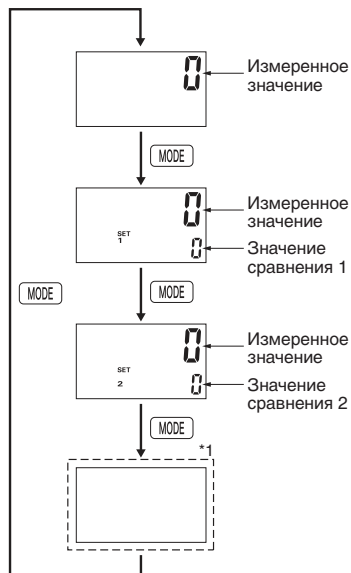 0
Измеренное
значение
MODE
0
Измеренное
значение
SET
1
0
Значение
сравнения 1
MODE
MODE
0
Измеренное
значение
SET
2
0
Значение
сравнения 2
MODE
*1